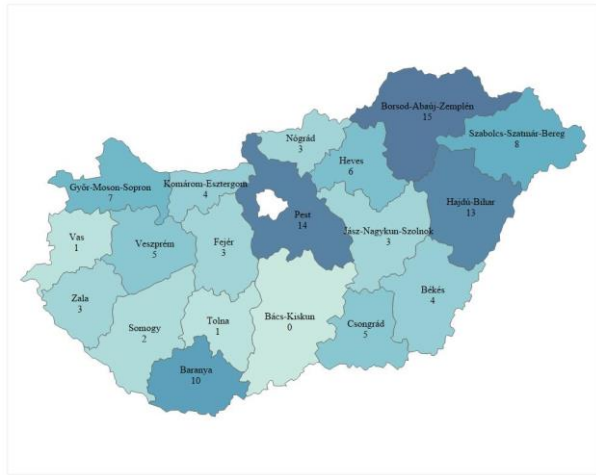 Borsod-Abaúj-Zemplén
15
Szabolcs-Szatmár-Bereg
8
Nógrád
3
Heves
6
Győr-Moson-Sopron
7
Komárom-Esztergom
4
Hajdú-Bihar
13
Pest
14
Jász-Nagykun-Szolnok
3
Vas
1
Veszprém
5
Fejér
3
Békés
4
Zala
3
Somogy
2
Tolna
1
Bács-Kiskun
0
Csongrád
5
Baranya
10